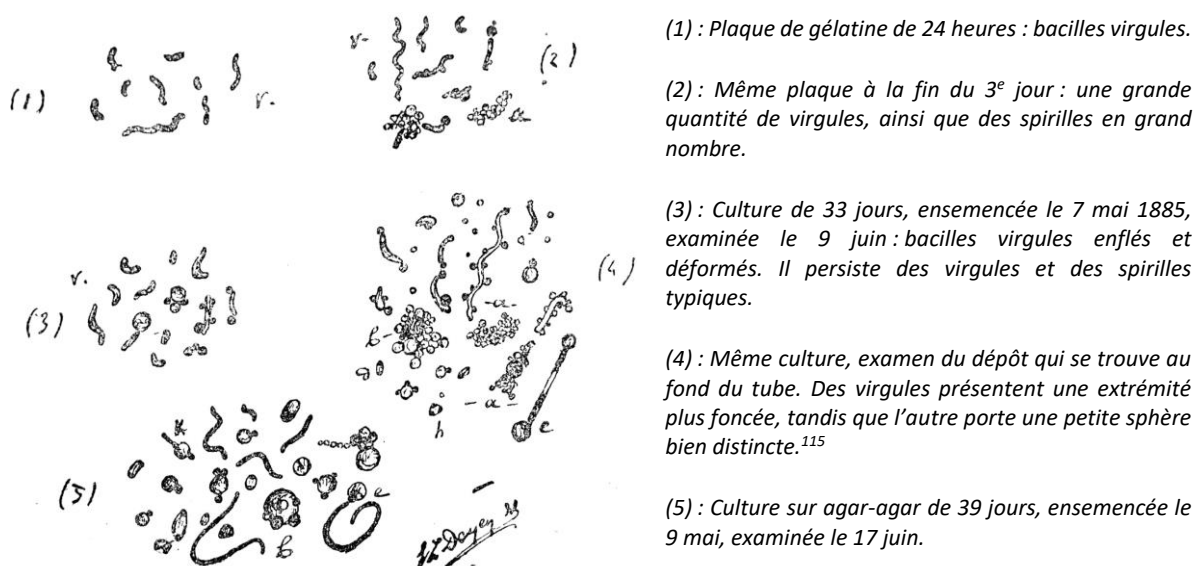 (1)
v.
v-
(2)
a-
v.
(3)
(4)
-a-
b-
-a-
h
e
k
(5)
e
b
Doyen
(1) : Plaque de gélatine de 24 heures : bacilles virgules.
(2) : Même plaque à la fin du 3e jour : une grande
quantité de virgules, ainsi que des spirilles en grand
nombre.
(3) : Culture de 33 jours, ensemencée le 7 mai 1885,
examinée le 9 juin : bacilles virgules enflés et
déformés. Il persiste des virgules et des spirilles
typiques.
(4) : Même culture, examen du dépôt qui se trouve au
fond du tube. Des virgules présentent une extrémité
plus foncée, tandis que l’autre porte une petite sphère
bien distincte.115
(5) : Culture sur agar-agar de 39 jours, ensemencée le
9 mai, examinée le 17 juin.